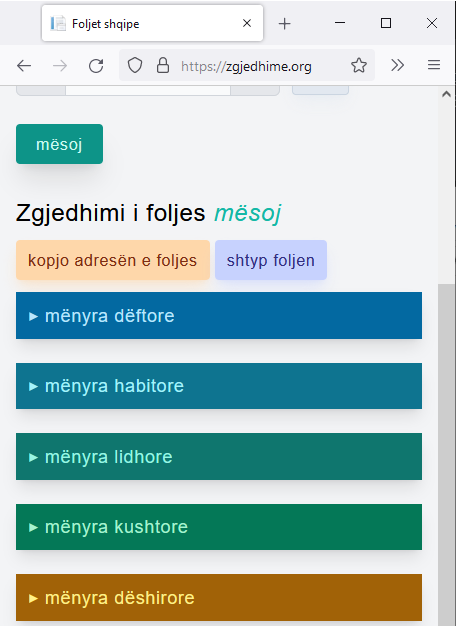 Foljet shqipe
https://zgjedhime.org
mësoj
Zgjedhimi i foljes mësoj
kopjo adresën e foljes
shtyp foljen
▸ mënyra dëftore
▸ mënyra habitore
▸ mënyra lidhore
▸ mënyra kushtore
▸ mënyra dëshirore